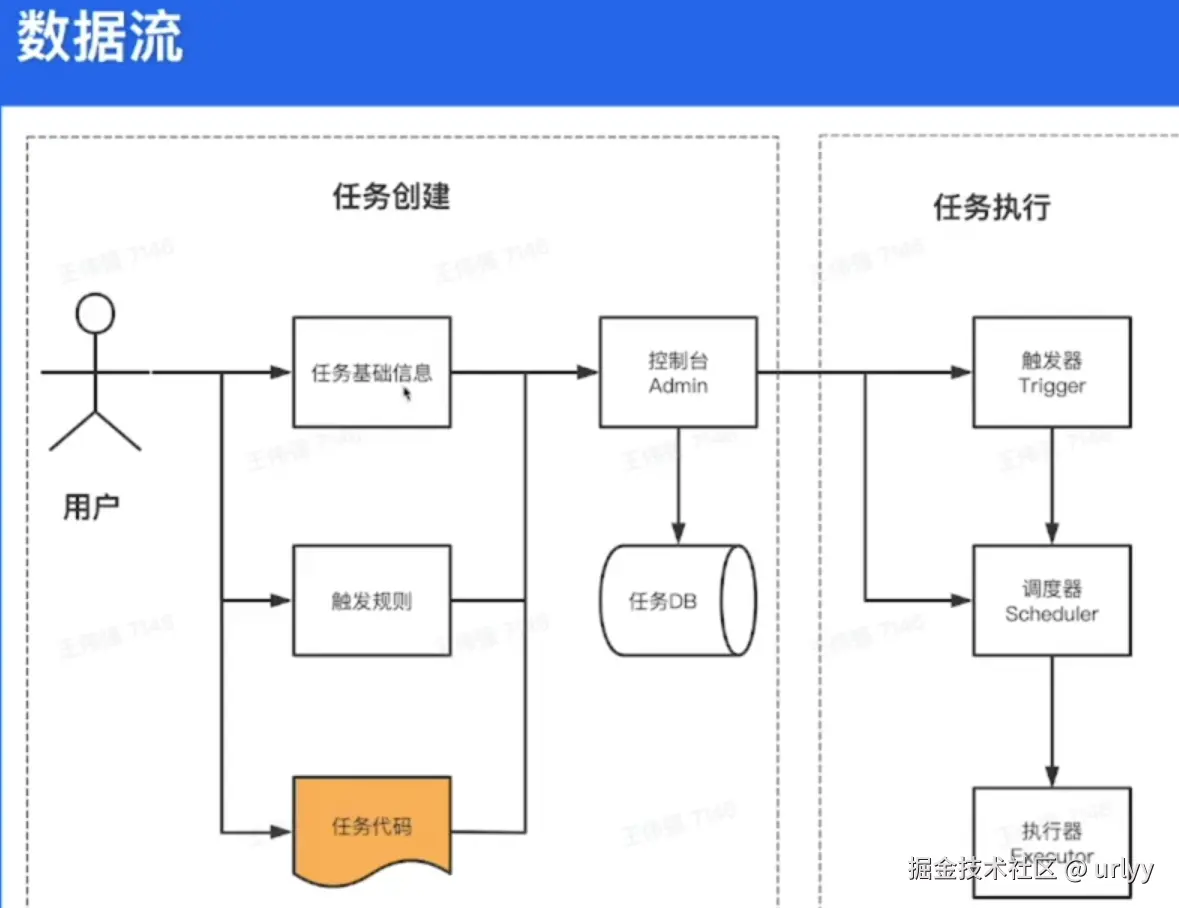 数据流
任务创建
任务执行
任务基础信息
控制台
Admin
触发器
Trigger
用户
触发规则
任务DB
调度器
Scheduler
任务代码
执行器
Executor
掘金技术社区 @ urlyy